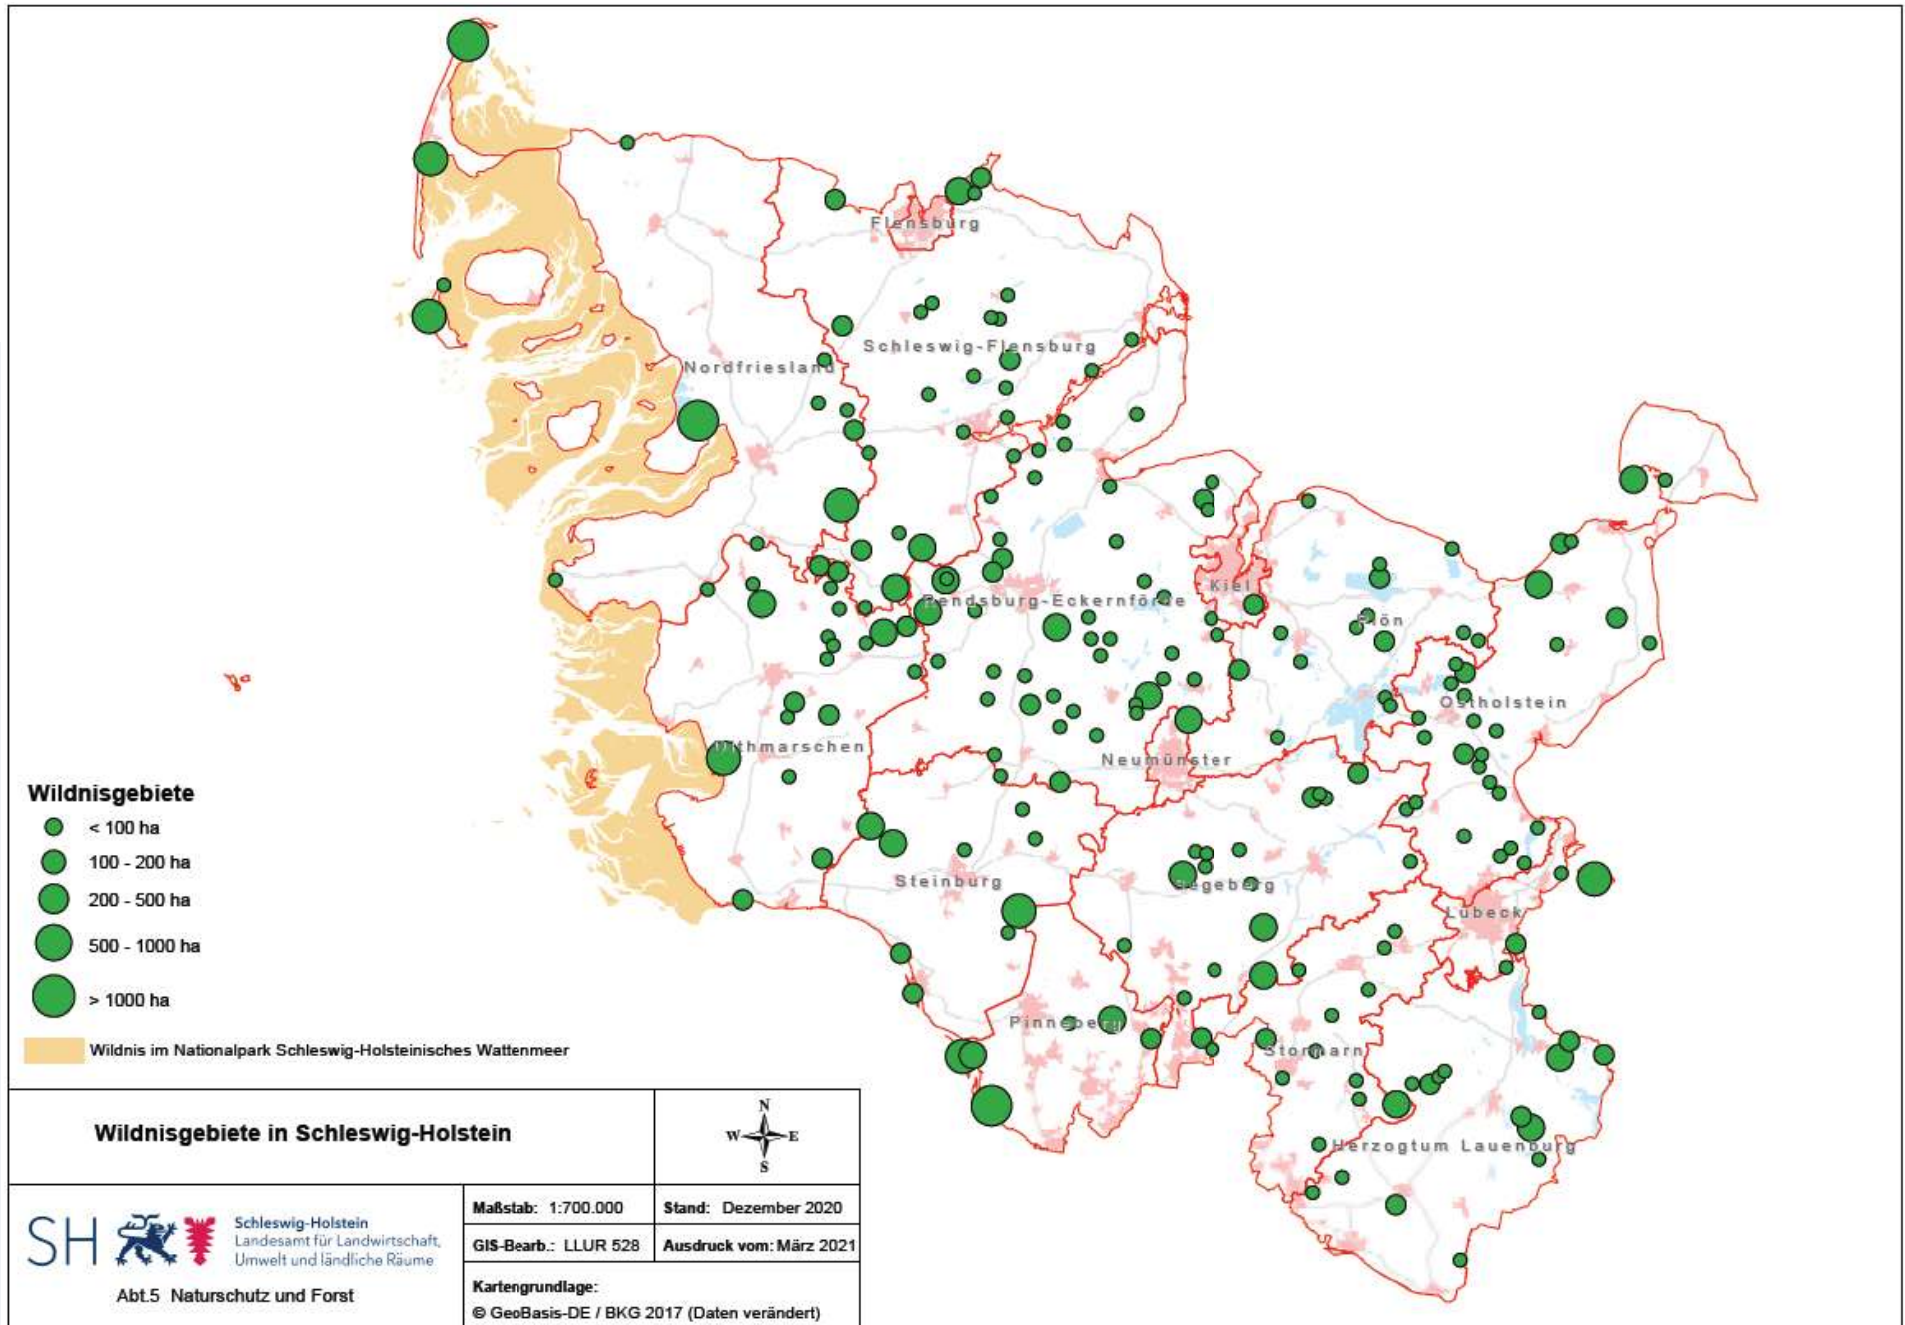 Flensburg
Schleswig-Flensburg
Nordfriesland
Kiel
Rendsburg-Eckernförde
Plön
Ostholstein
Dithmarschen
Neumünster
Steinburg
Segeberg
Lübeck
Pinneberg
Stormarn
Herzogtum Lauenburg
Wildnisgebiete
< 100 ha
100 - 200 ha
200 - 500 ha
500 - 1000 ha
> 1000 ha
Wildnis im Nationalpark Schleswig-Holsteinisches Wattenmeer
Wildnisgebiete in Schleswig-Holstein
N
W E
S
SH
Schleswig-Holstein
Landesamt für Landwirtschaft,
Umwelt und ländliche Räume
Abt.5 Naturschutz und Forst
Maßstab: 1:700.000
Stand: Dezember 2020
GIS-Bearb.: LLUR 528
Ausdruck vom: März 2021
Kartengrundlage:
© GeoBasis-DE / BKG 2017 (Daten verändert)